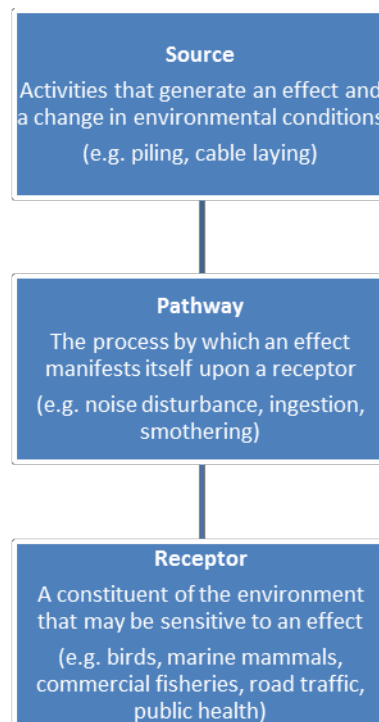 Source
Activities that generate an effect and
a change in environmental conditions
(e.g. piling, cable laying)
Pathway
The process by which an effect
manifests itself upon a receptor
(e.g. noise disturbance, ingestion,
smothering)
Receptor
A constituent of the environment
that may be sensitive to an effect
(e.g. birds, marine mammals,
commercial fisheries, road traffic,
public health)